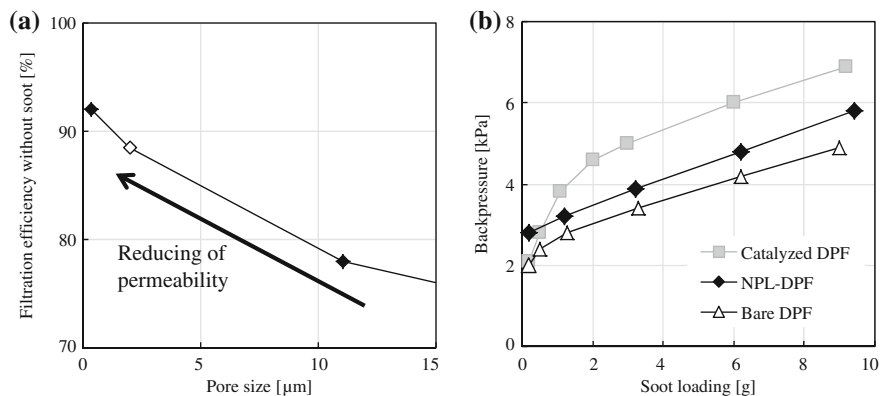 (a)
100
90
80
70
Filtration efficiency without soot [%]
Reducing of
permeability
0
5
10
15
Pore size [µm]
(b)
8
6
4
2
0
Backpressure [kPa]
Catalyzed DPF
NPL-DPF
Bare DPF
0
2
4
6
8
10
Soot loading [g]